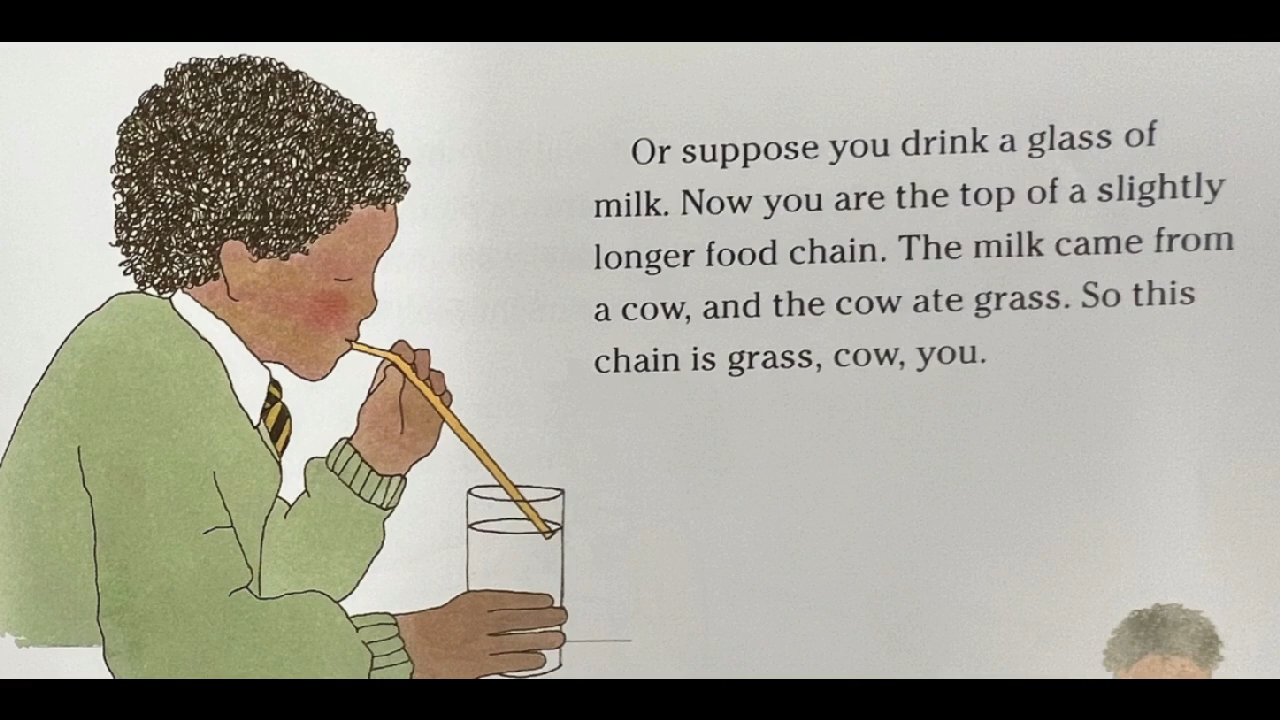 Or suppose you drink a glass of
milk. Now you are the top of a slightly
longer food chain. The milk came from
a cow, and the cow ate grass. So this
chain is grass, cow, you.